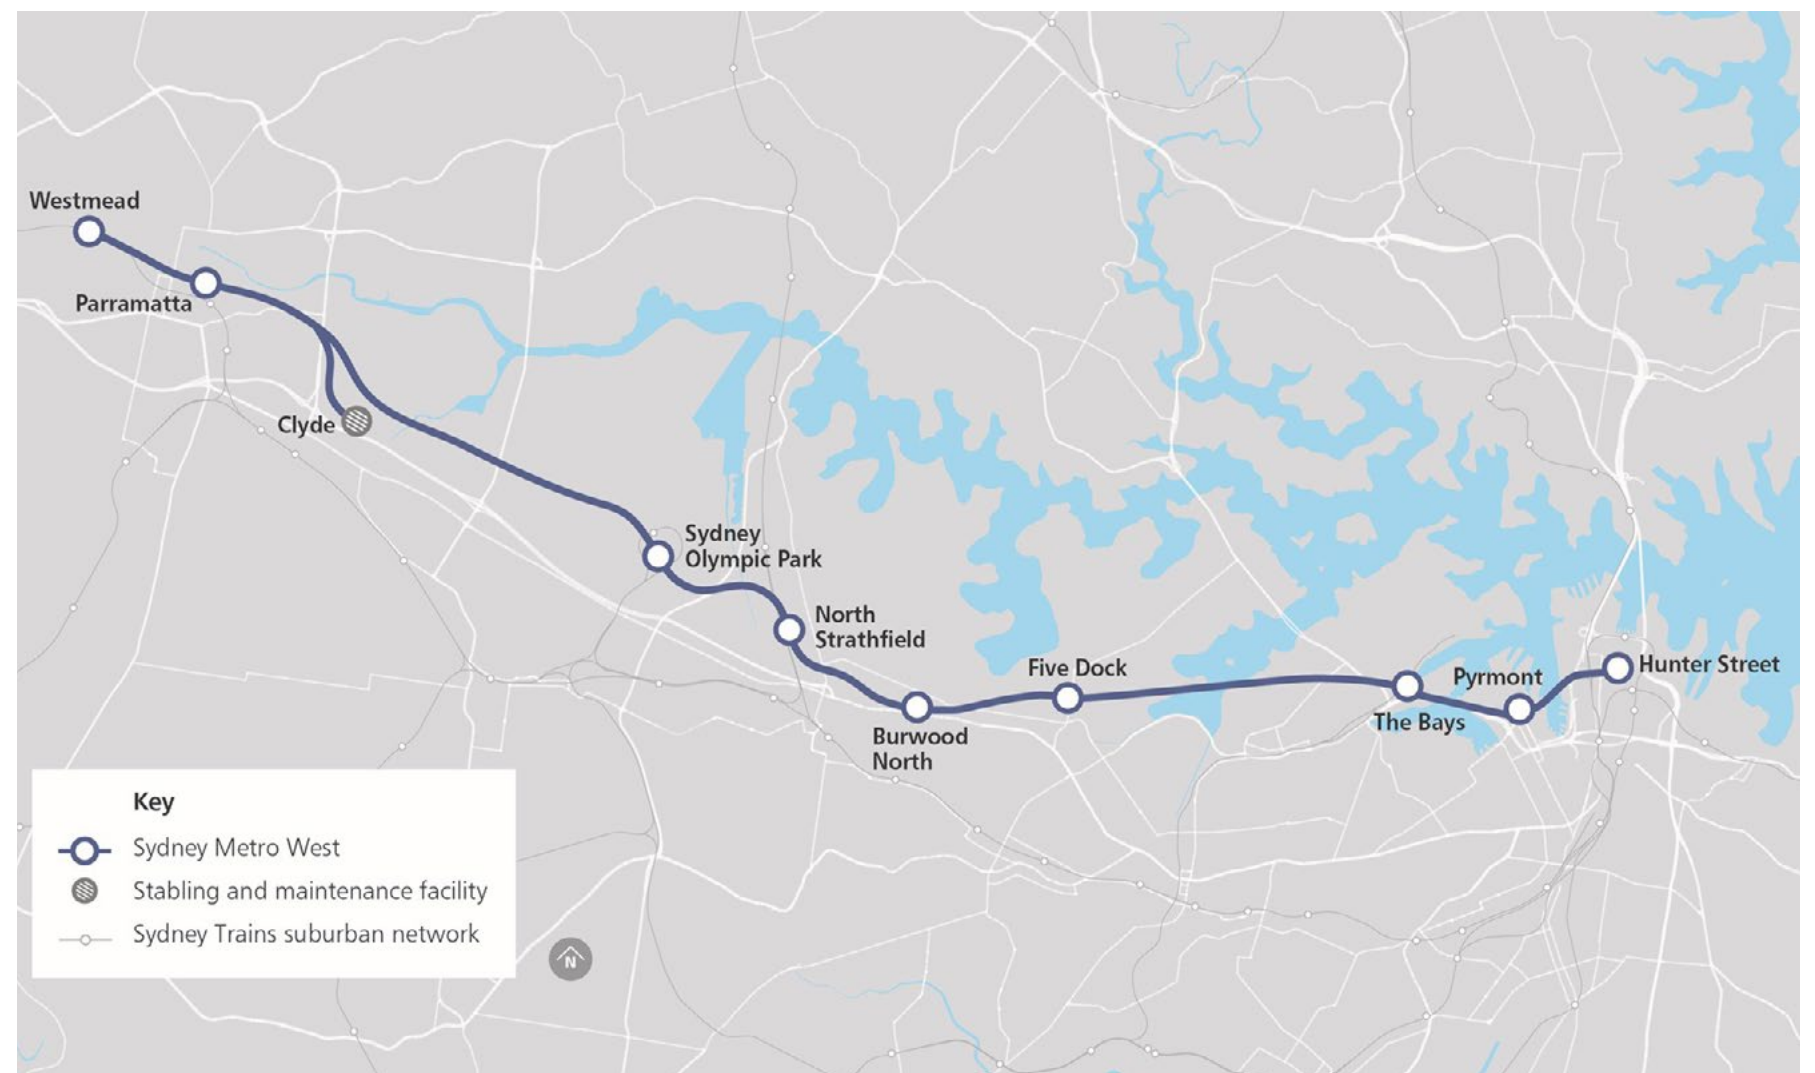 Westmead
Parramatta
Clyde
Sydney
Olympic Park
North
Strathfield
Burwood
North
Five Dock
The Bays
Pyrmont
Hunter Street
Key
Sydney Metro West
Stabling and maintenance facility
Sydney Trains suburban network
N